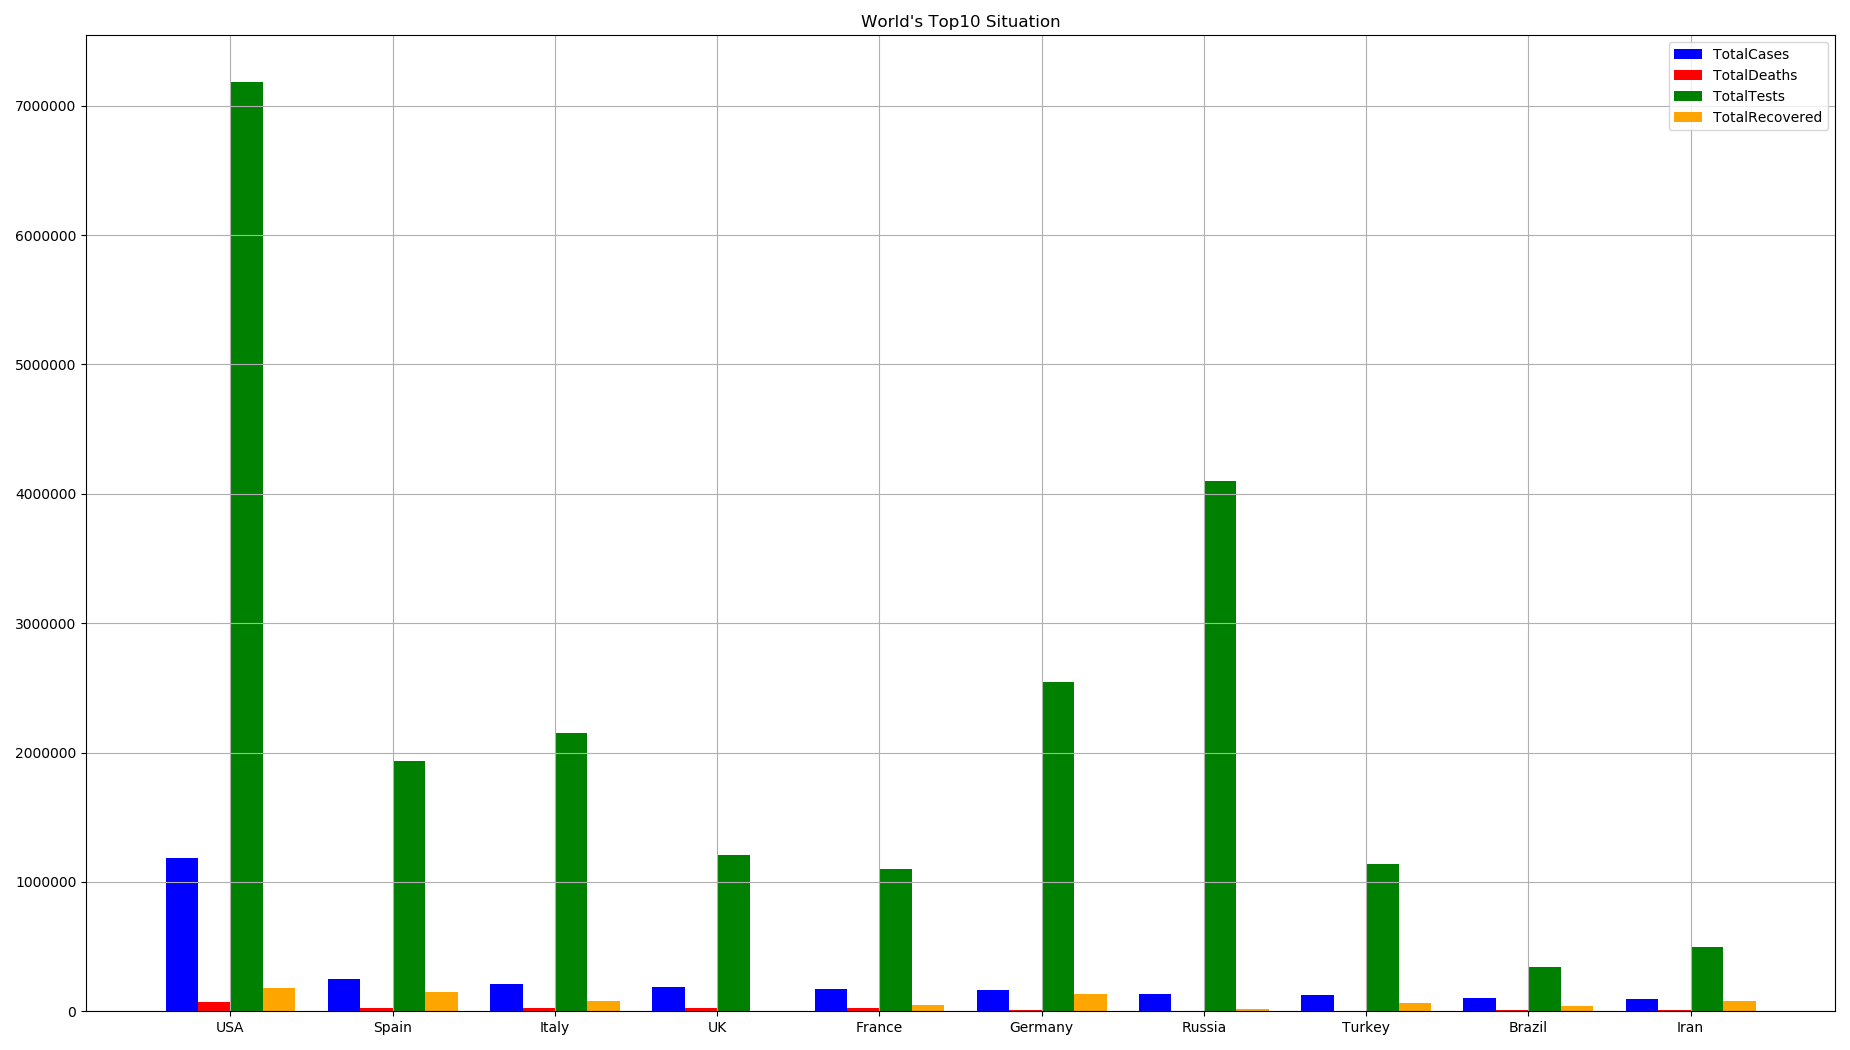 World's Top10 Situation
TotalCases
TotalDeaths
TotalTests
TotalRecovered
7000000
6000000
5000000
4000000
3000000
2000000
1000000
0
USA Spain Italy UK France Germany Russia Turkey Brazil Iran